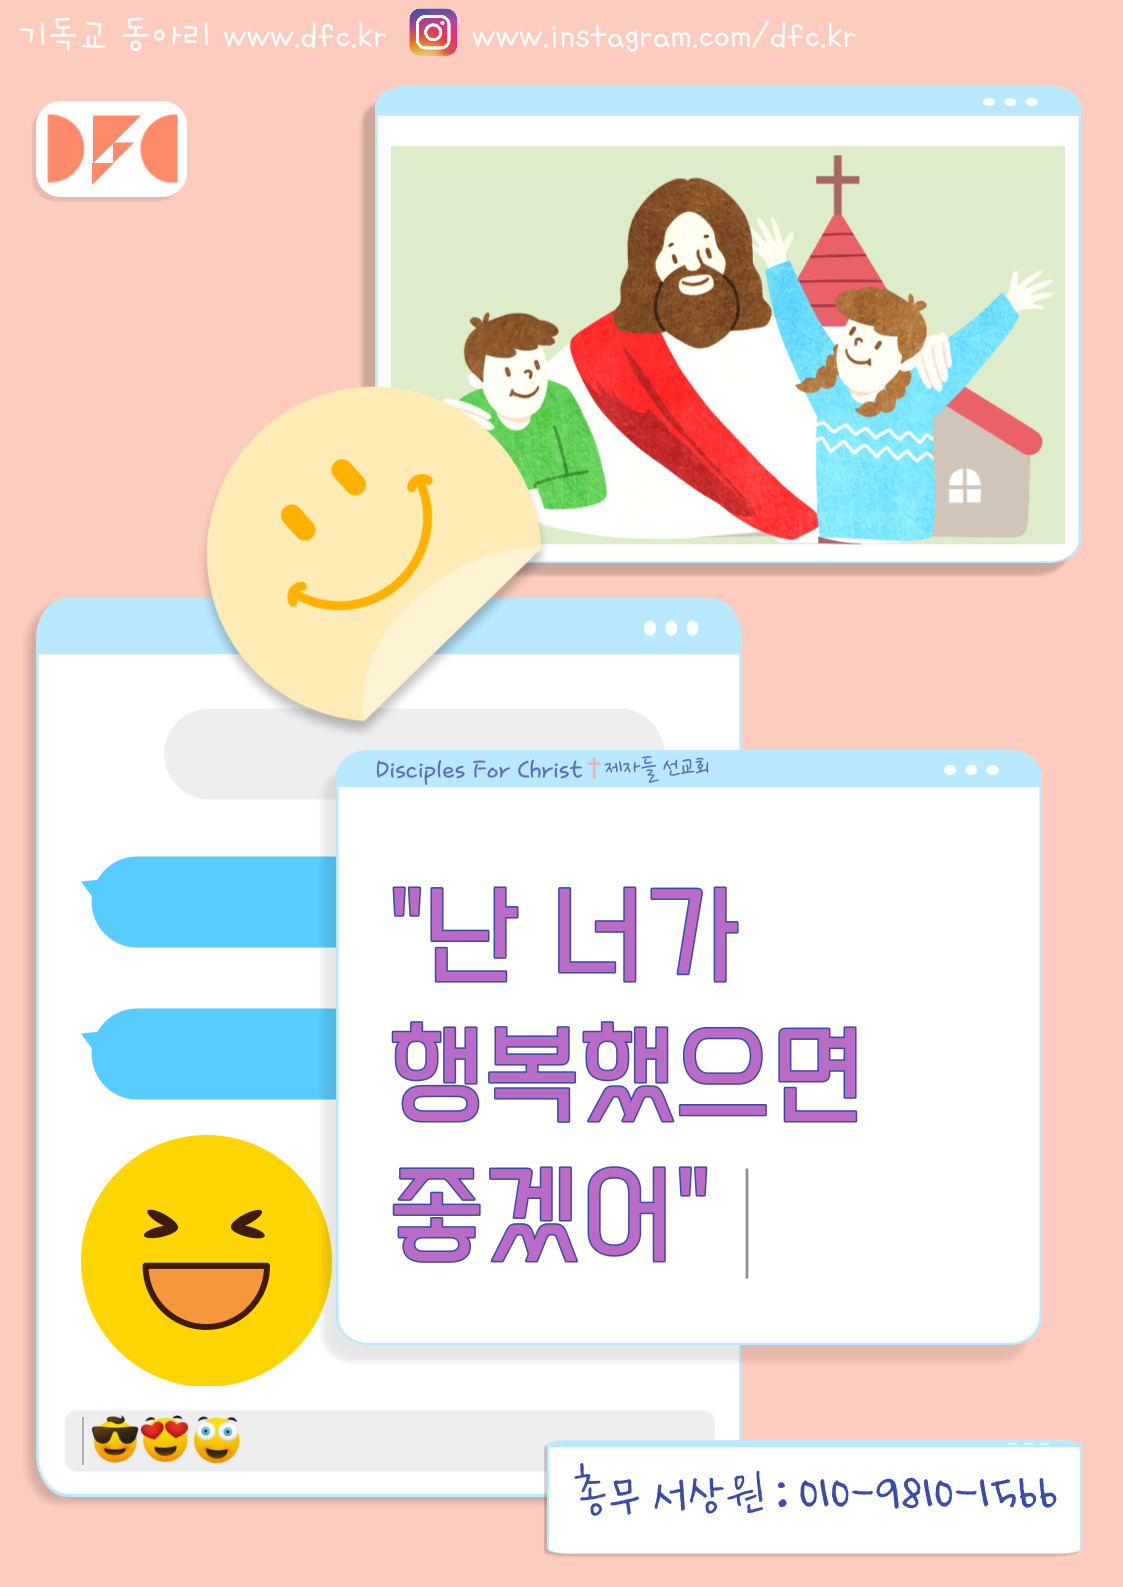 기독교 동아리 www.dfc.kr www.instagram.com/dfc.kr
DFC
Disciples For Christ † 제자들 선교회
"난 너가
행복했으면
좋겠어"
총무 서상원 : 010-9810-1566